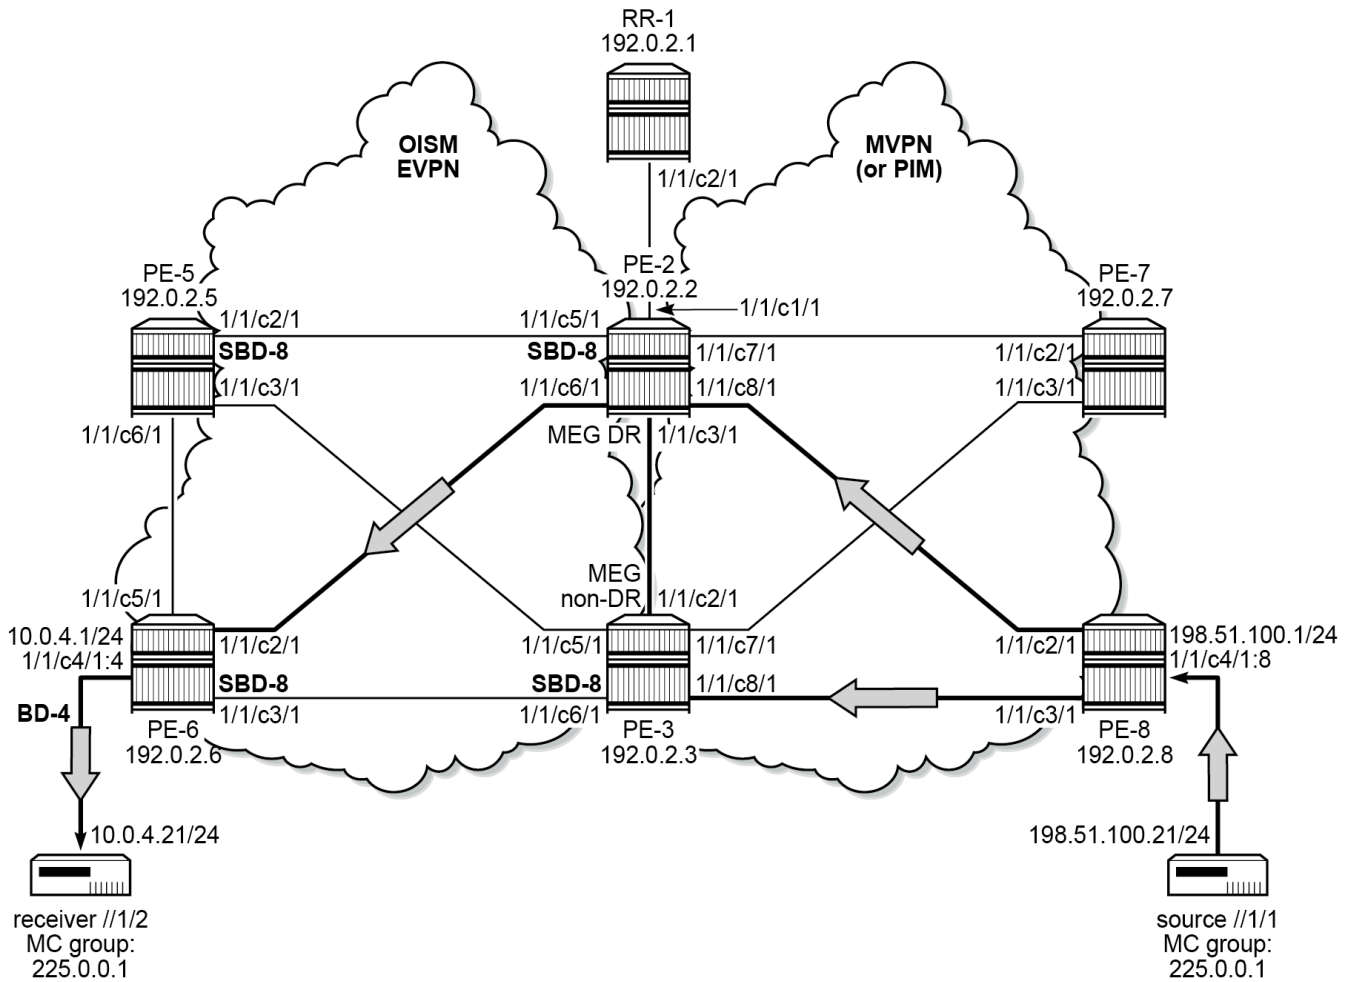 RR-1
192.0.2.1
1/1/c2/1
OISM
EVPN
MVPN
(or PIM)
PE-5
192.0.2.5
PE-2
192.0.2.2
PE-7
192.0.2.7
1/1/c1/1
1/1/c2/1
1/1/c5/1
SBD-8
SBD-8
1/1/c7/1
1/1/c2/1
1/1/c3/1
1/1/c6/1
1/1/c8/1
1/1/c3/1
1/1/c6/1
MEG DR
1/1/c3/1
MEG
non-DR
1/1/c5/1
1/1/c2/1
10.0.4.1/24
1/1/c4/1:4
1/1/c2/1
1/1/c5/1
1/1/c7/1
1/1/c2/1
198.51.100.1/24
1/1/c4/1:8
SBD-8
SBD-8
1/1/c8/1
BD-4
1/1/c3/1
1/1/c6/1
1/1/c3/1
PE-6
192.0.2.6
PE-3
192.0.2.3
PE-8
192.0.2.8
10.0.4.21/24
198.51.100.21/24
receiver //1/2
MC group:
225.0.0.1
source //1/1
MC group:
225.0.0.1